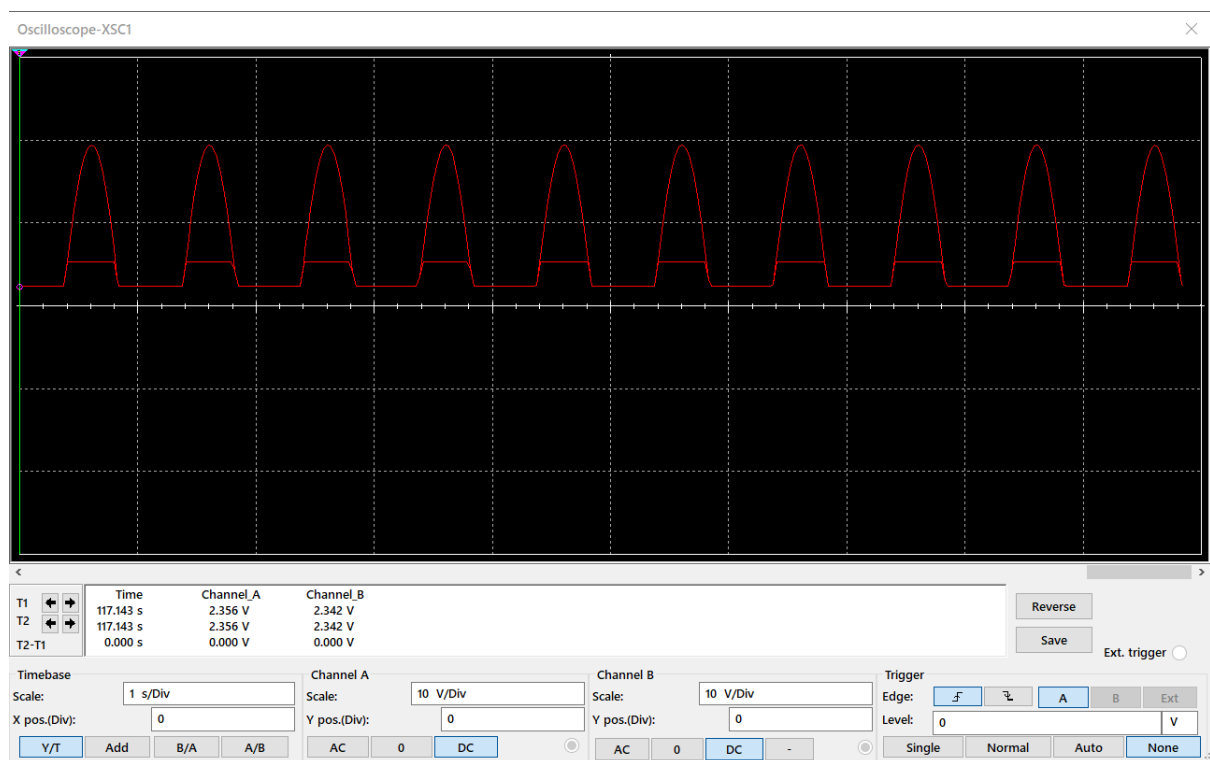 Oscilloscope-XSC1
T1
T2
T2-T1
Time Channel_A Channel_B
117.143 s 2.356 V 2.342 V
117.143 s 2.356 V 2.342 V
0.000 s 0.000 V 0.000 V
Reverse
Save
Ext. trigger
Timebase
Scale: 1 s/Div
X pos.(Div): 0
Y/T Add B/A A/B
Channel A
Scale: 10 V/Div
Y pos.(Div): 0
AC 0 DC
Channel B
Scale: 10 V/Div
Y pos.(Div): 0
AC 0 DC -
Trigger
Edge: A B Ext
Level: 0 V
Single Normal Auto None